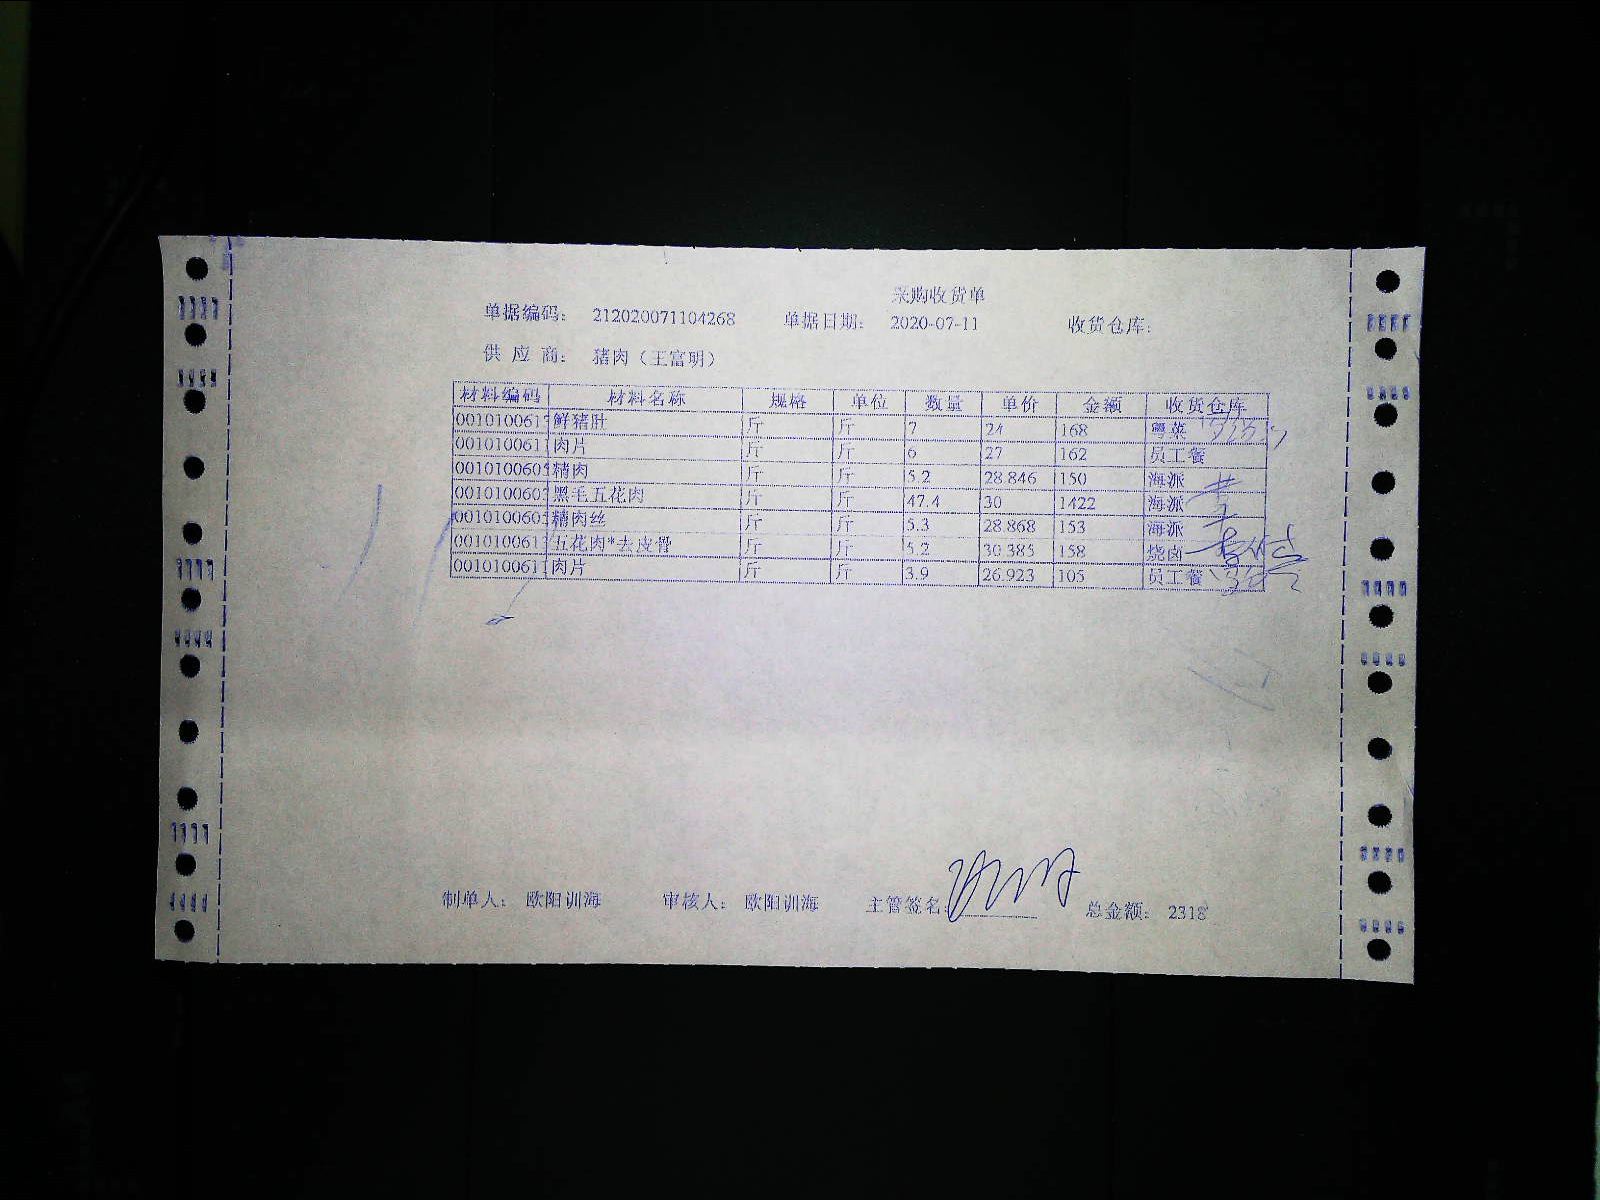 采购收货单
单据编码： 212020071104268 单据日期： 2020-07-11 收货仓库：
供 应 商： 猪肉（王富明）
材料编码 材料名称 规格 单位 数量 单价 金额 收货仓库
鲜猪肚 斤 斤 7 24 168 粤菜
0010100611 肉片 斤 斤 6 27 162 员工餐
精肉 斤 斤 5.2 28.846 150 海派
黑毛五花肉 斤 斤 47.4 30 1422 海派
精肉丝 斤 斤 5.3 28.868 153 海派
五花肉*去皮骨 斤 斤 5.2 30.385 158 烧卤
0010100611 肉片 斤 斤 3.9 26.923 105 员工餐
制单人： 欧阳训海 审核人： 欧阳训海 主管签名： 总金额： 2318